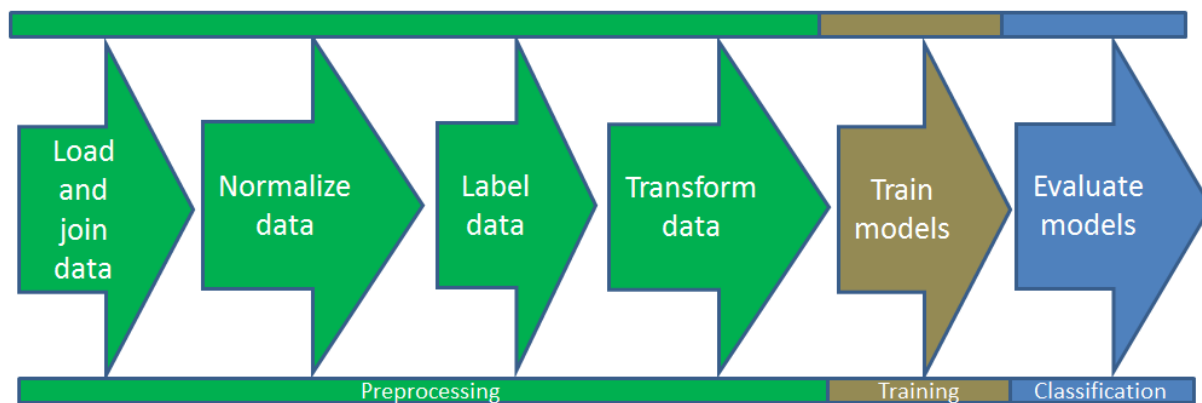 Load
and
join
data
Normalize
data
Label
data
Transform
data
Train
models
Evaluate
models
Preprocessing
Training
Classification